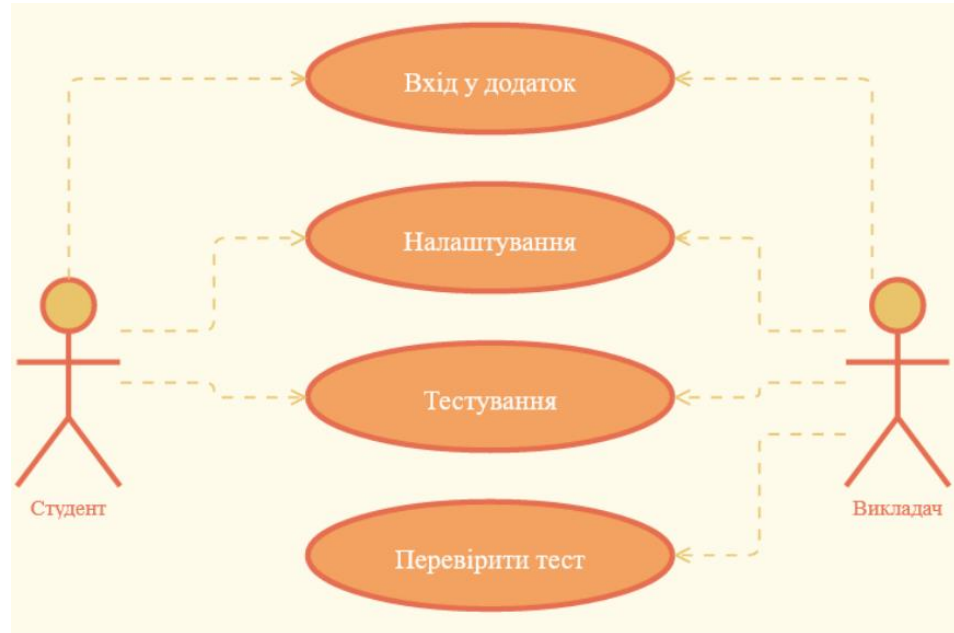 Вхід у додаток
Налаштування
Тестування
Студент
Викладач
Перевірити тест